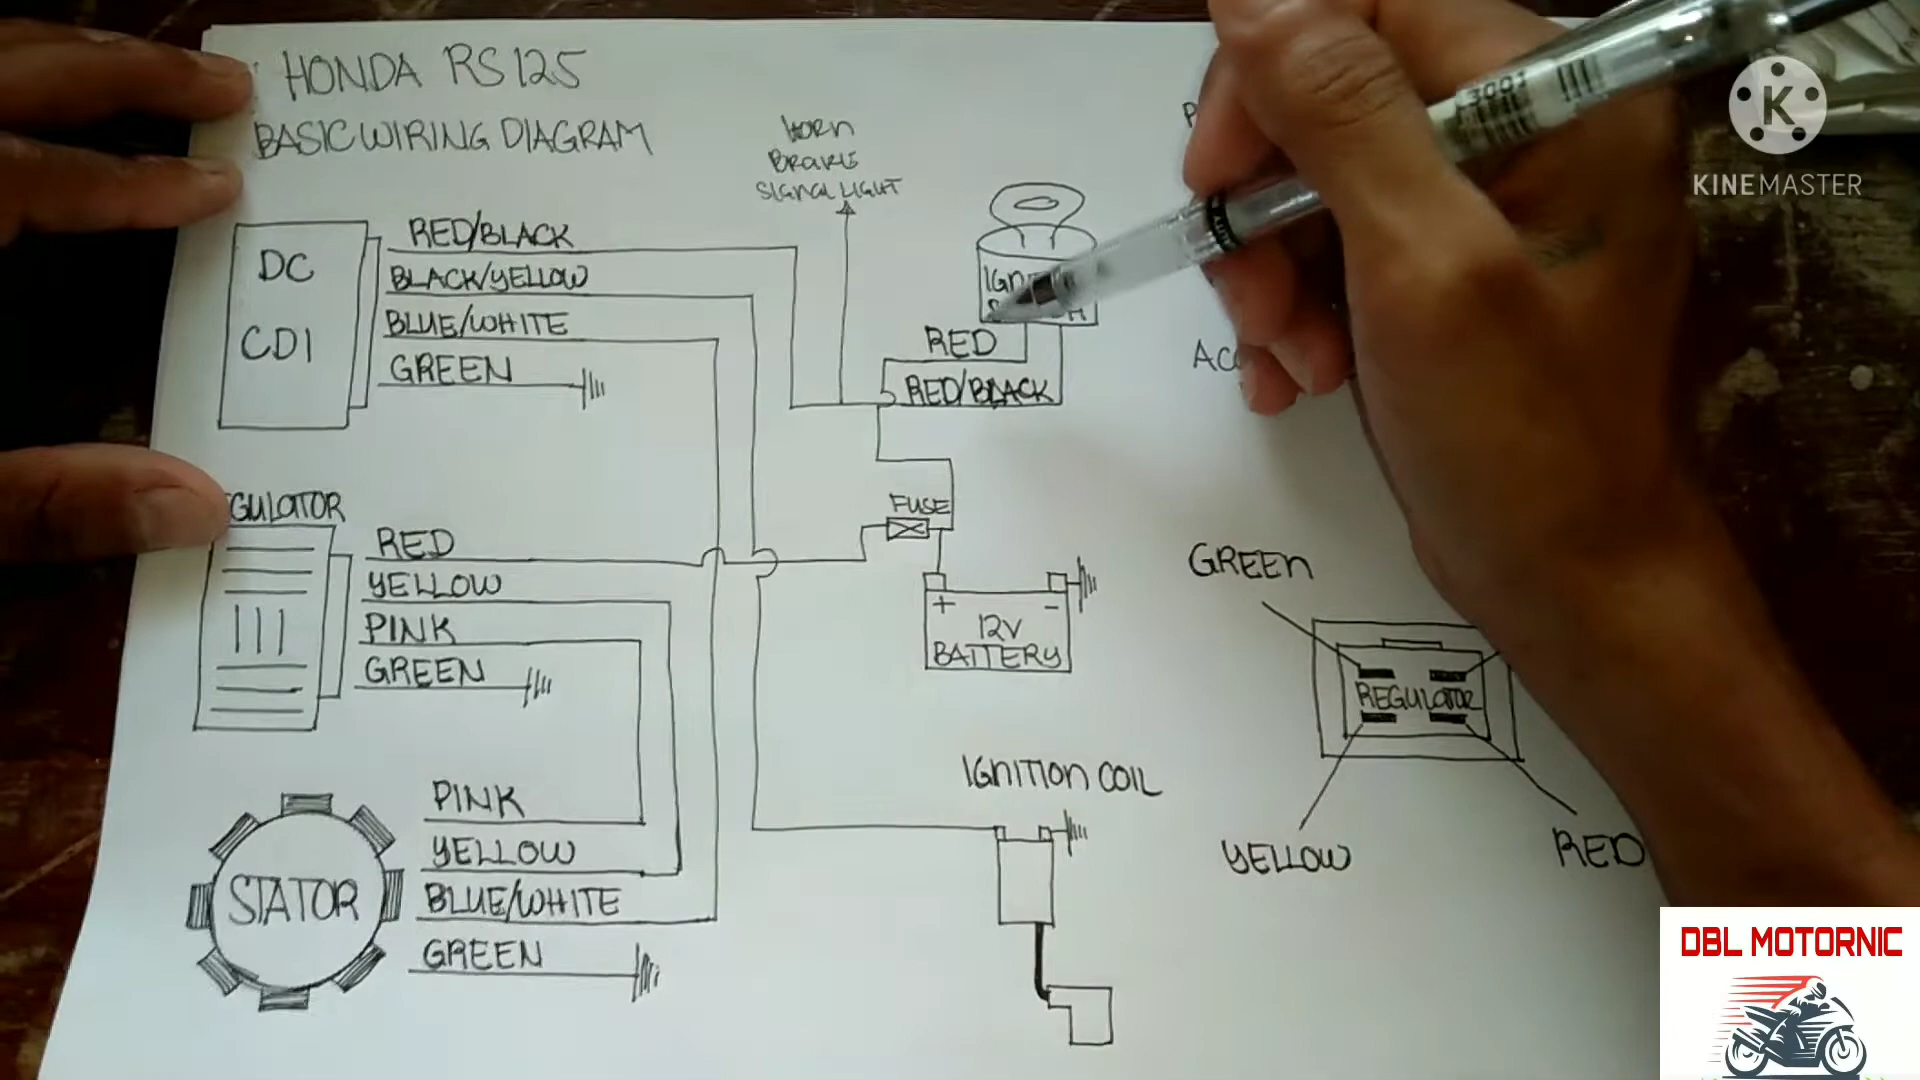 HONDA RS125
BASIC WIRING DIAGRAM
HORN
BRAKE
SIGNAL LIGHT
DC
CDI
RED/BLACK
BLACK/YELLOW
BLUE/WHITE
GREEN
RED
RED/BLACK
FUSE
+ -
12V
BATTERY
GULATOR
RED
YELLOW
PINK
GREEN
STATOR
PINK
YELLOW
BLUE/WHITE
GREEN
IGNITION COIL
GREEN
REGULATOR
YELLOW
RED
3001
K
KINEMASTER
DBL MOTORNIC